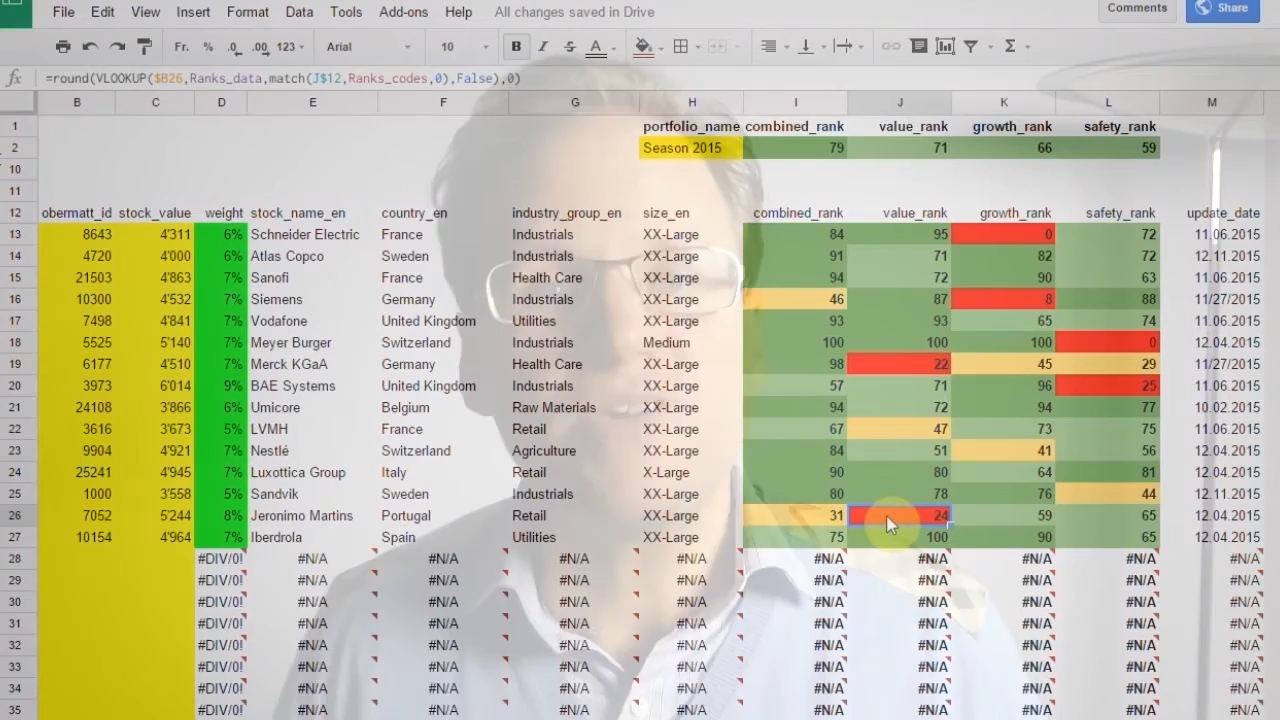 File Edit View Insert Format Data Tools Add-ons Help All changes saved in Drive Comments Share
Fr. % .0 .00 123 Arial 10 B I S A Σ
fx =round(VLOOKUP($B26,Ranks_data,match(J$12,Ranks_codes,0),False),0)
B C D E F G H I J K L M
1 portfolio_name combined_rank value_rank growth_rank safety_rank
2 Season 2015 79 71 66 59
10
11
12 obermatt_id stock_value weight stock_name_en country_en industry_group_en size_en combined_rank value_rank growth_rank safety_rank update_date
13 8643 4'311 6% Schneider Electric France Industrials XX-Large 84 95 0 72 11.06.2015
14 4720 4'000 6% Atlas Copco Sweden Industrials XX-Large 91 71 82 72 12.11.2015
15 21503 4'863 7% Sanofi France Health Care XX-Large 94 72 90 63 11.06.2015
16 10300 4'532 7% Siemens Germany Industrials XX-Large 46 87 8 88 11/27/2015
17 7498 4'841 7% Vodafone United Kingdom Utilities XX-Large 93 93 65 74 11.06.2015
18 5525 5'140 7% Meyer Burger Switzerland Industrials Medium 100 100 100 0 12.04.2015
19 6177 4'510 7% Merck KGaA Germany Health Care XX-Large 98 22 45 29 11/27/2015
20 3973 6'014 9% BAE Systems United Kingdom Industrials XX-Large 57 71 96 25 11.06.2015
21 24108 3'866 6% Umicore Belgium Raw Materials XX-Large 94 72 94 77 10.02.2015
22 3616 3'673 5% LVMH France Retail XX-Large 67 47 73 75 11.06.2015
23 9904 4'921 7% Nestlé Switzerland Agriculture XX-Large 84 51 41 56 12.04.2015
24 25241 4'945 7% Luxottica Group Italy Retail X-Large 90 80 64 81 12.04.2015
25 1000 3'558 5% Sandvik Sweden Industrials XX-Large 80 78 76 44 12.11.2015
26 7052 5'244 8% Jeronimo Martins Portugal Retail XX-Large 31 24 59 65 12.04.2015
27 10154 4'964 7% Iberdrola Spain Utilities XX-Large 75 100 90 65 12.04.2015
28 #DIV/0! #N/A #N/A #N/A #N/A #N/A #N/A #N/A #N/A #N/A
29 #DIV/0! #N/A #N/A #N/A #N/A #N/A #N/A #N/A #N/A #N/A
30 #DIV/0! #N/A #N/A #N/A #N/A #N/A #N/A #N/A #N/A #N/A
31 #DIV/0! #N/A #N/A #N/A #N/A #N/A #N/A #N/A #N/A #N/A
32 #DIV/0! #N/A #N/A #N/A #N/A #N/A #N/A #N/A #N/A #N/A
33 #DIV/0! #N/A #N/A #N/A #N/A #N/A #N/A #N/A #N/A #N/A
34 #DIV/0! #N/A #N/A #N/A #N/A #N/A #N/A #N/A #N/A #N/A
35 #DIV/0! #N/A #N/A #N/A #N/A #N/A #N/A #N/A #N/A #N/A